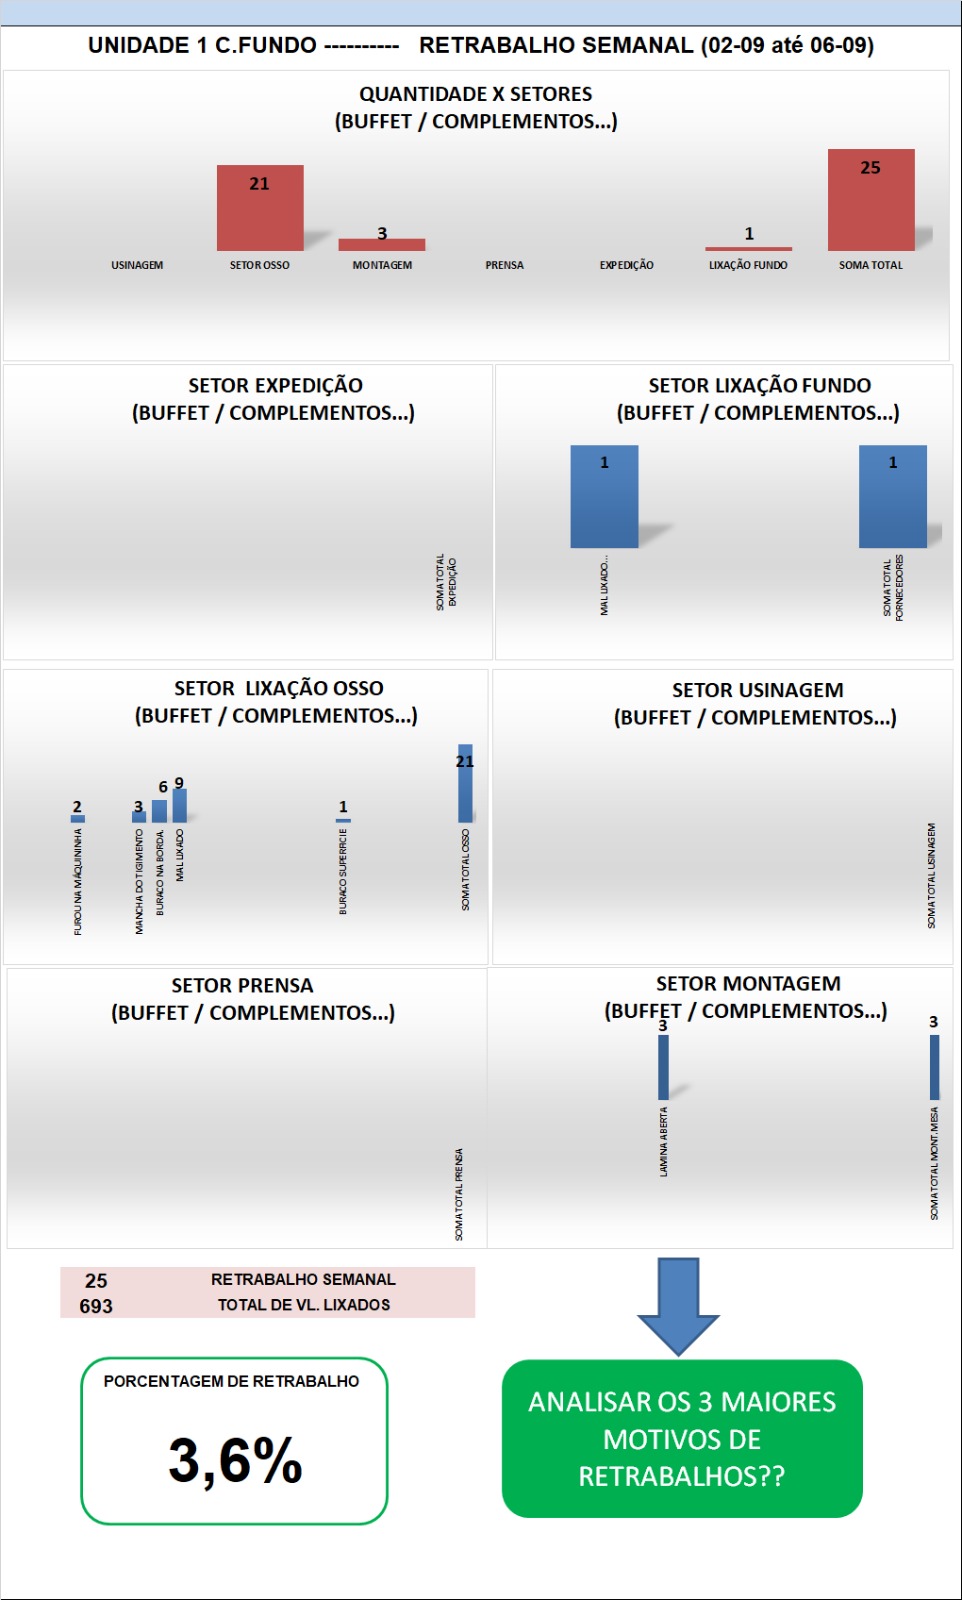 UNIDADE 1 C.FUNDO ---------- RETRABALHO SEMANAL (02-09 até 06-09)
QUANTIDADE X SETORES
(BUFFET / COMPLEMENTOS...)
21
3
1
25
USINAGEM
SETOR OSSO
MONTAGEM
PRENSA
EXPEDIÇÃO
LIXAÇÃO FUNDO
SOMA TOTAL
SETOR EXPEDIÇÃO
(BUFFET / COMPLEMENTOS...)
SOMA TOTAL
EXPEDIÇÃO
SETOR LIXAÇÃO FUNDO
(BUFFET / COMPLEMENTOS...)
1
1
MAL LIXADO...
SOMA TOTAL
FORNECEDORES
SETOR LIXAÇÃO OSSO
(BUFFET / COMPLEMENTOS...)
2
3
6
9
1
21
FUROU NA MÁQUININHA
MANCHA DO TIGIMENTO
BURACO NA BORDA.
MAL LIXADO
BURACO SUPERFICIE
SOMA TOTAL OSSO
SETOR USINAGEM
(BUFFET / COMPLEMENTOS...)
SOMA TOTAL USINAGEM
SETOR PRENSA
(BUFFET / COMPLEMENTOS...)
SOMA TOTAL PRENSA
SETOR MONTAGEM
(BUFFET / COMPLEMENTOS...)
3
3
LAMINA ABERTA
SOMA TOTAL MONT.MESA
25 RETRABALHO SEMANAL
693 TOTAL DE VL. LIXADOS
PORCENTAGEM DE RETRABALHO
3,6%
ANALISAR OS 3 MAIORES
MOTIVOS DE
RETRABALHOS??